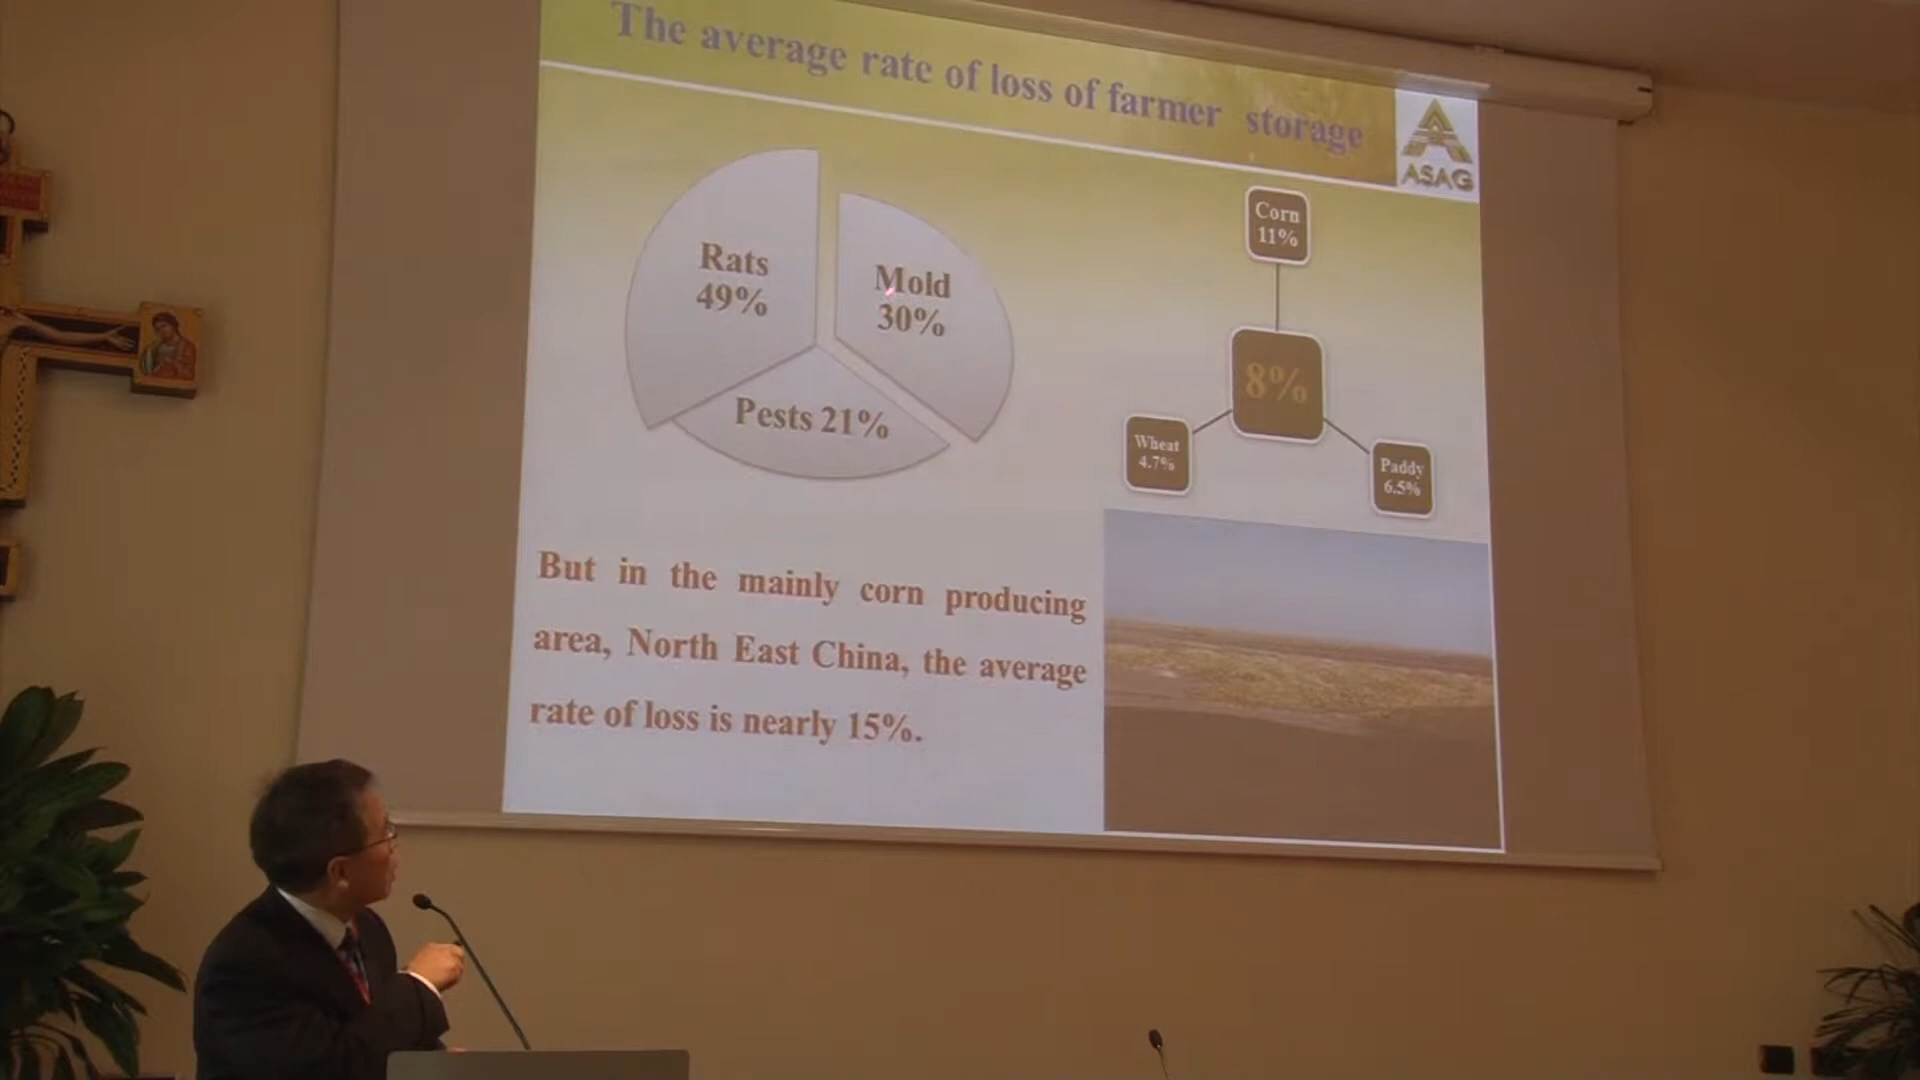 The average rate of loss of farmer storage
ASAG
Rats
49%
Mold
30%
Pests 21%
Corn
11%
8%
Wheat
4.7%
Paddy
6.5%
But in the mainly corn producing
area, North East China, the average
rate of loss is nearly 15%.